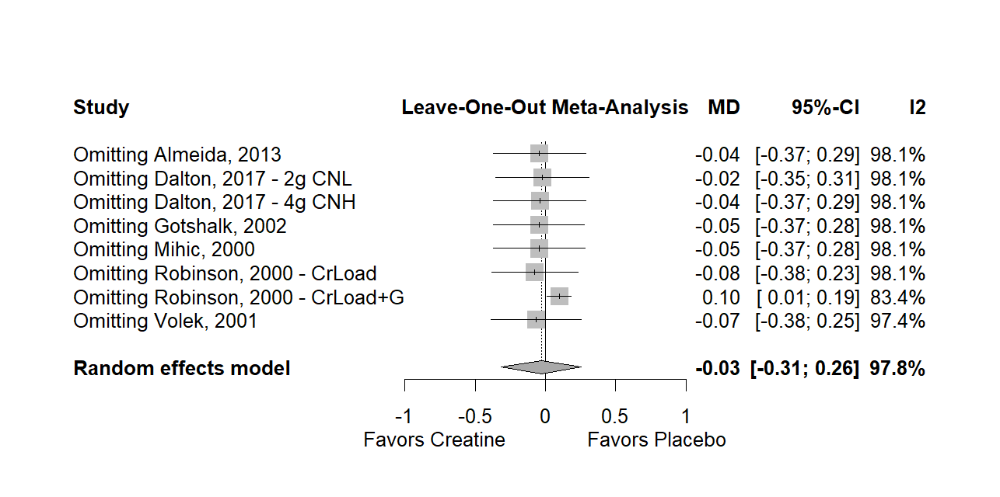 Study Leave-One-Out Meta-Analysis MD 95%-CI I2
Omitting Almeida, 2013 -0.04 [-0.37; 0.29] 98.1%
Omitting Dalton, 2017 - 2g CNL -0.02 [-0.35; 0.31] 98.1%
Omitting Dalton, 2017 - 4g CNH -0.04 [-0.37; 0.29] 98.1%
Omitting Gotshalk, 2002 -0.05 [-0.37; 0.28] 98.1%
Omitting Mihic, 2000 -0.05 [-0.37; 0.28] 98.1%
Omitting Robinson, 2000 - CrLoad -0.08 [-0.38; 0.23] 98.1%
Omitting Robinson, 2000 - CrLoad+G 0.10 [ 0.01; 0.19] 83.4%
Omitting Volek, 2001 -0.07 [-0.38; 0.25] 97.4%
Random effects model -0.03 [-0.31; 0.26] 97.8%
-1 -0.5 0 0.5 1
Favors Creatine Favors Placebo